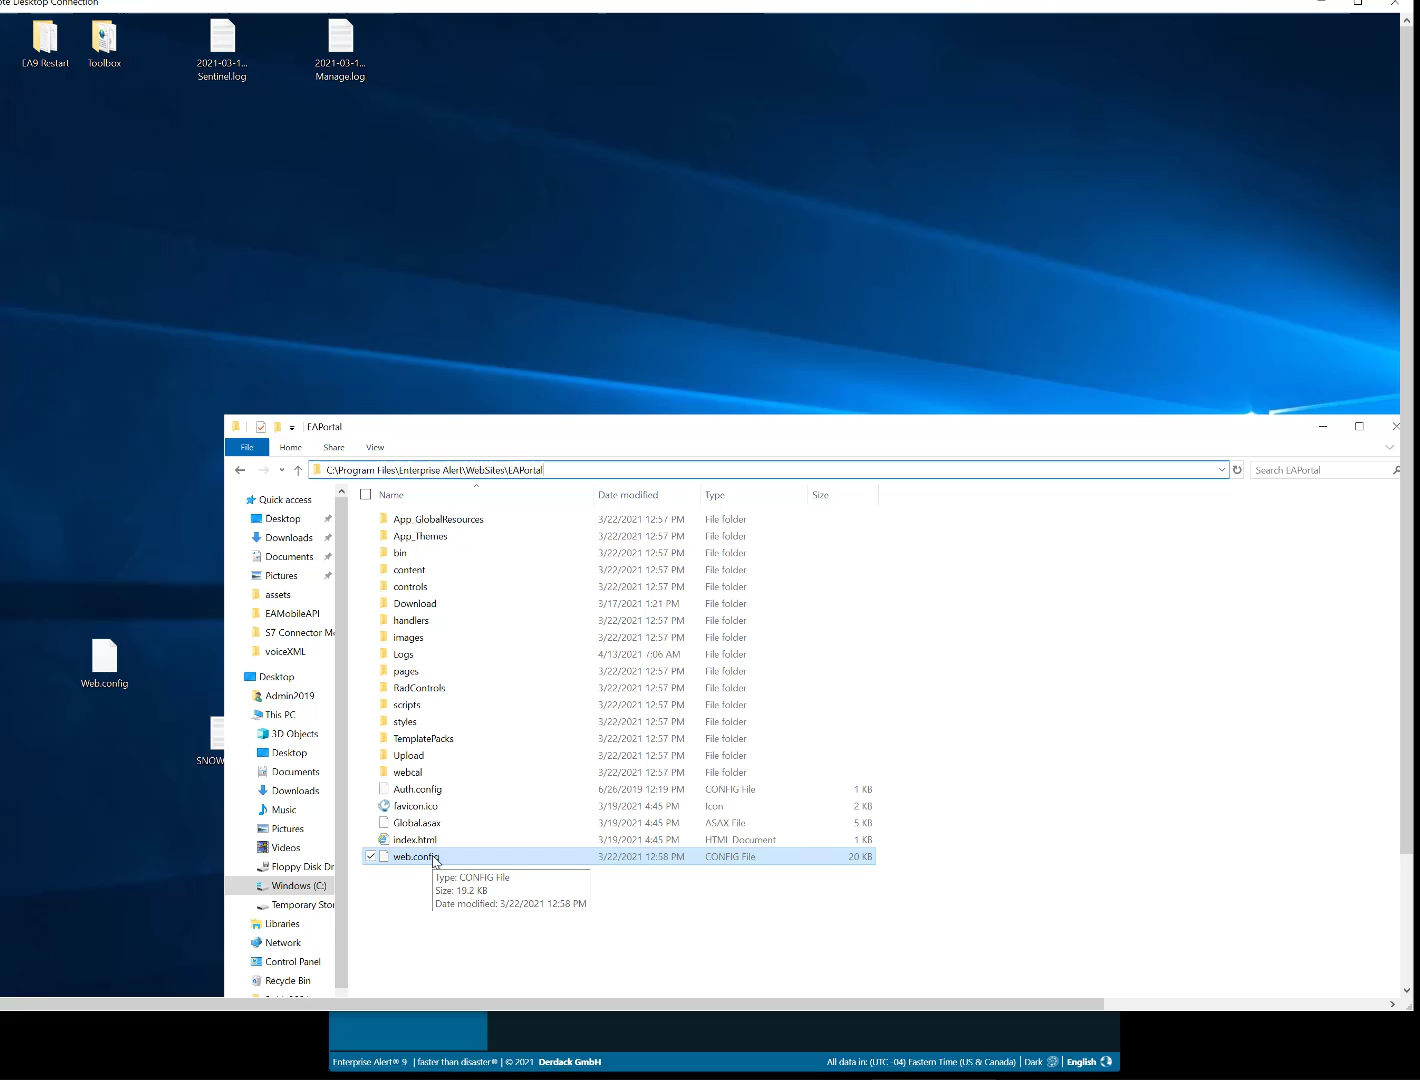 ote Desktop Connection
EA9 Restart
Toolbox
2021-03-1...
Sentinel.log
2021-03-1...
Manage.log
Web.config
SNOW
EAPortal
File Home Share View
C:\Program Files\Enterprise Alert\WebSites\EAPortal
Search EAPortal
Quick access
Desktop
Downloads
Documents
Pictures
assets
EAMobileAPI
S7 Connector M
voiceXML
Desktop
Admin2019
This PC
3D Objects
Desktop
Documents
Downloads
Music
Pictures
Videos
Floppy Disk Dr
Windows (C:)
Temporary Stor
Libraries
Network
Control Panel
Recycle Bin
Name Date modified Type Size
App_GlobalResources 3/22/2021 12:57 PM File folder
App_Themes 3/22/2021 12:57 PM File folder
bin 3/22/2021 12:57 PM File folder
content 3/22/2021 12:57 PM File folder
controls 3/22/2021 12:57 PM File folder
Download 3/17/2021 1:21 PM File folder
handlers 3/22/2021 12:57 PM File folder
images 3/22/2021 12:57 PM File folder
Logs 4/13/2021 7:06 AM File folder
pages 3/22/2021 12:57 PM File folder
RadControls 3/22/2021 12:57 PM File folder
scripts 3/22/2021 12:57 PM File folder
styles 3/22/2021 12:57 PM File folder
TemplatePacks 3/22/2021 12:57 PM File folder
Upload 3/22/2021 12:57 PM File folder
webcal 3/22/2021 12:57 PM File folder
Auth.config 6/26/2019 12:19 PM CONFIG File 1 KB
favicon.ico 3/19/2021 4:45 PM Icon 2 KB
Global.asax 3/19/2021 4:45 PM ASAX File 5 KB
index.html 3/19/2021 4:45 PM HTML Document 1 KB
web.config 3/22/2021 12:58 PM CONFIG File 20 KB
Type: CONFIG File
Size: 19.2 KB
Date modified: 3/22/2021 12:58 PM
Enterprise Alert® 9 | faster than disaster® | © 2021 Derdack GmbH
All data in: (UTC -04) Eastern Time (US & Canada) | Dark | English